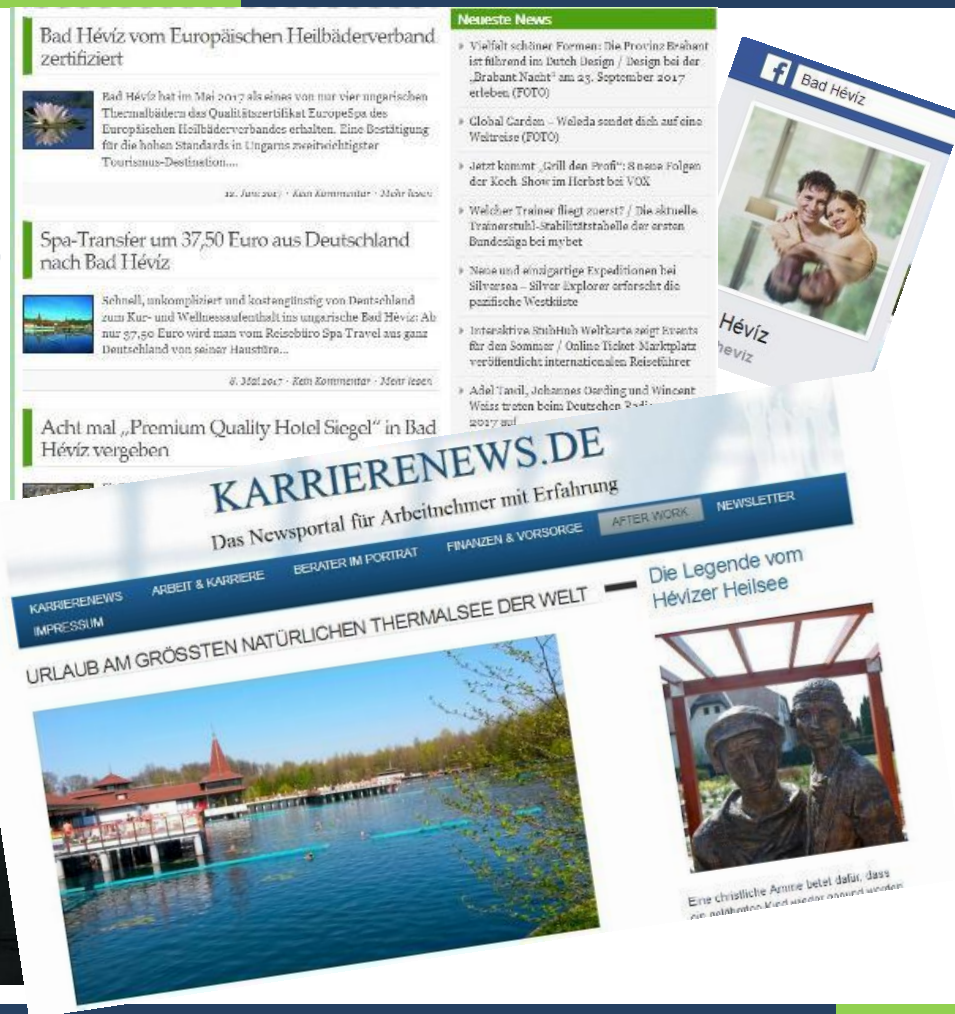 Bad Hévíz vom Europäischen Heilbäderverband
zertifiziert
Bad Hévíz hat im Mai 2017 als eines von nur vier ungarischen
Thermalbädern das Qualitätszertifikat EuropeSpa des
Europäischen Heilbäderverbandes erhalten. Eine Bestätigung
für die hohen Standards in Ungarns zweitwichtigster
Tourismus-Destination....
12. Juni 2017 · Kein Kommentar · Mehr lesen
Spa-Transfer um 37,50 Euro aus Deutschland
nach Bad Hévíz
Schnell, unkompliziert und kostengünstig von Deutschland
zum Kur- und Wellnessaufenthalt ins ungarische Bad Hévíz: Ab
nur 37,50 Euro wird man vom Reisebüro Spa Travel aus ganz
Deutschland von seiner Haustüre...
8. Mai 2017 · Kein Kommentar · Mehr lesen
Acht mal „Premium Quality Hotel Siegel“ in Bad
Hévíz vergeben
Neueste News
Vielfalt schöner Formen: Die Provinz Brabant
ist führend im Dutch Design / Design bei der
„Brabant Nacht“ am 23. September 2017
erleben (FOTO)
Global Garden – Weleda sendet dich auf eine
Weltreise (FOTO)
Jetzt kommt „Grill den Profi“: 8 neue Folgen
der Koch-Show im Herbst bei VOX
Welcher Trainer fliegt zuerst? / Die aktuelle
Trainerstuhl-Stabilitätstabelle der ersten
Bundesliga bei mybet
Neue und einzigartige Expeditionen bei
Silversea – Silver Explorer erforscht die
pazifische Westküste
Interaktive StubHub Weltkarte zeigt Events
für den Sommer / Online Ticket-Marktplatz
veröffentlicht internationalen Reiseführer
Adel Tawil, Johannes Oerding und Wincent
Weiss treten beim Deutschen
2017 auf
f Bad Hévíz
Hévíz
heviz
KARRIERENEWS.DE
Das Newsportal für Arbeitnehmer mit Erfahrung
KARRIERENEWS ARBEIT & KARRIERE BERATER IM PORTRÄT FINANZEN & VORSORGE AFTER WORK NEWSLETTER
IMPRESSUM
URLAUB AM GRÖSSTEN NATÜRLICHEN THERMALSEE DER WELT
Die Legende vom
Hévízer Heilsee
Eine christliche Amme betet dafür, dass
ein gelähmtes Kind wieder gesund werden